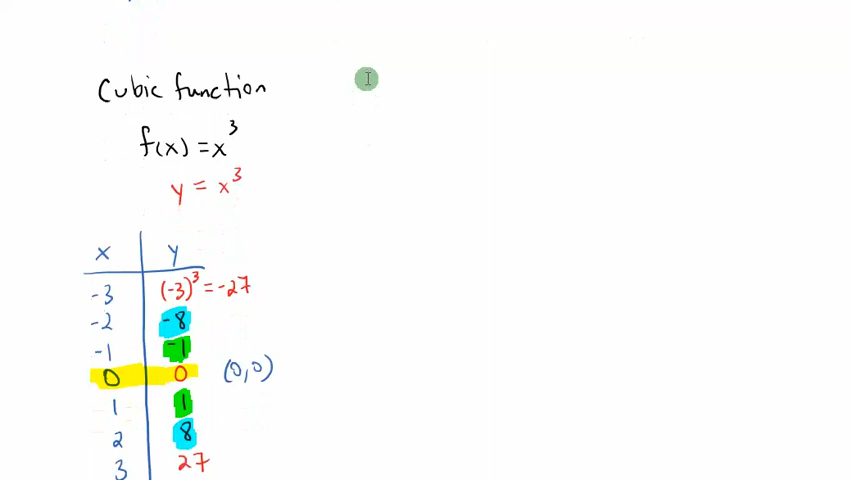 Cubic function
f(x) = x³
y = x³
x y
-3 (-3)³ = -27
-2 -8
-1 -1
0 0 (0,0)
1 1
2 8
3 27